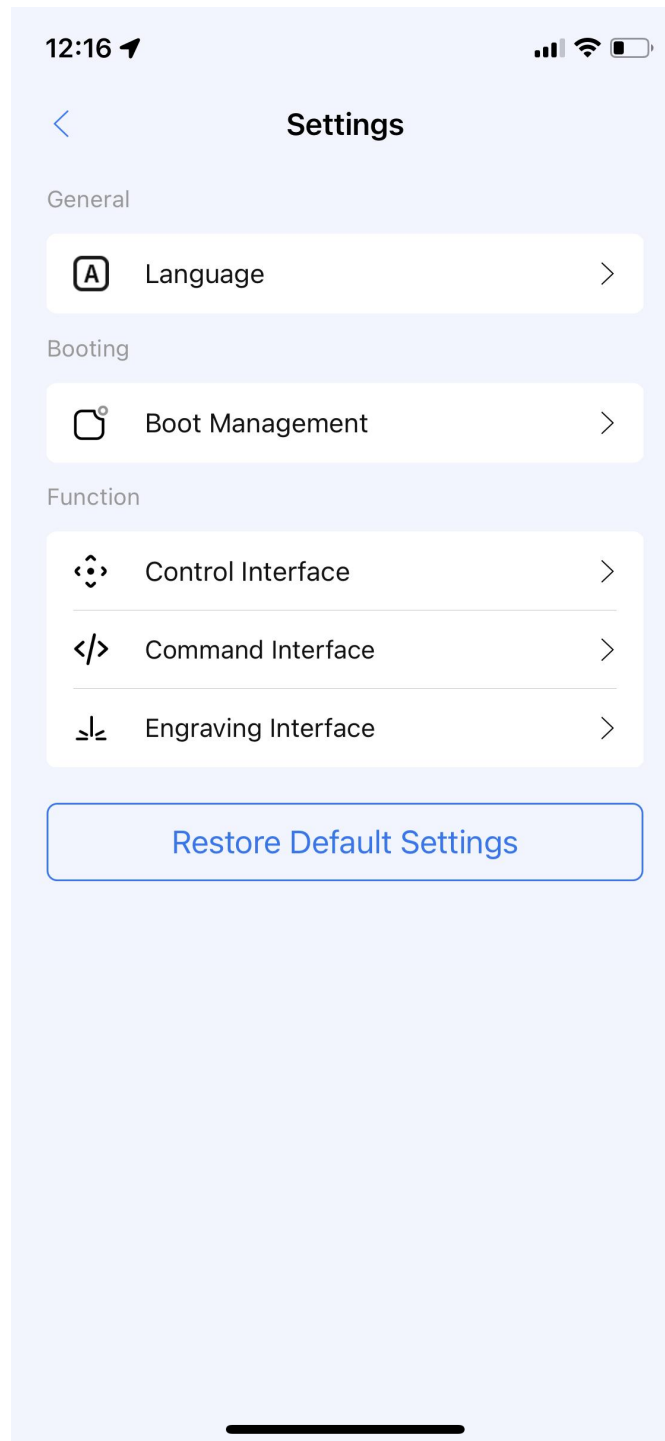 12:16
Settings
General
A Language
Booting
Boot Management
Function
Control Interface
</> Command Interface
Engraving Interface
Restore Default Settings